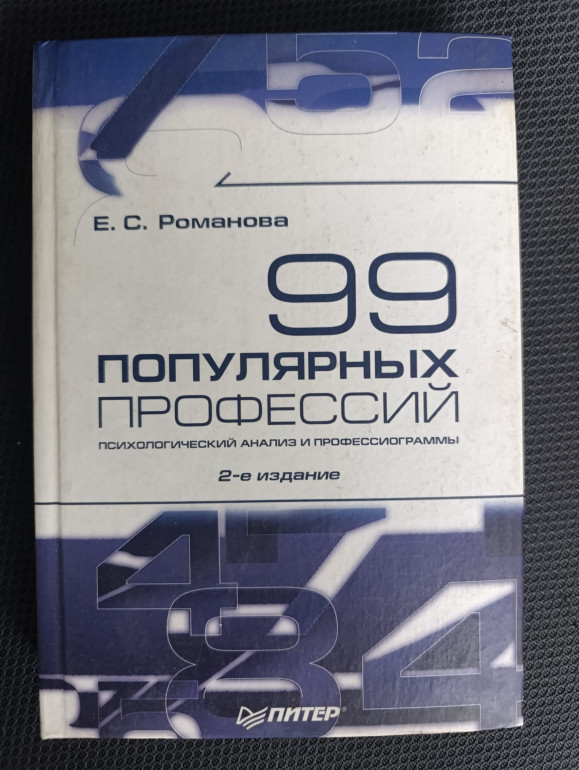 Е. С. Романова
99
ПОПУЛЯРНЫХ
ПРОФЕССИЙ
ПСИХОЛОГИЧЕСКИЙ АНАЛИЗ И ПРОФЕССИОГРАММЫ
2-е издание
ПИТЕР